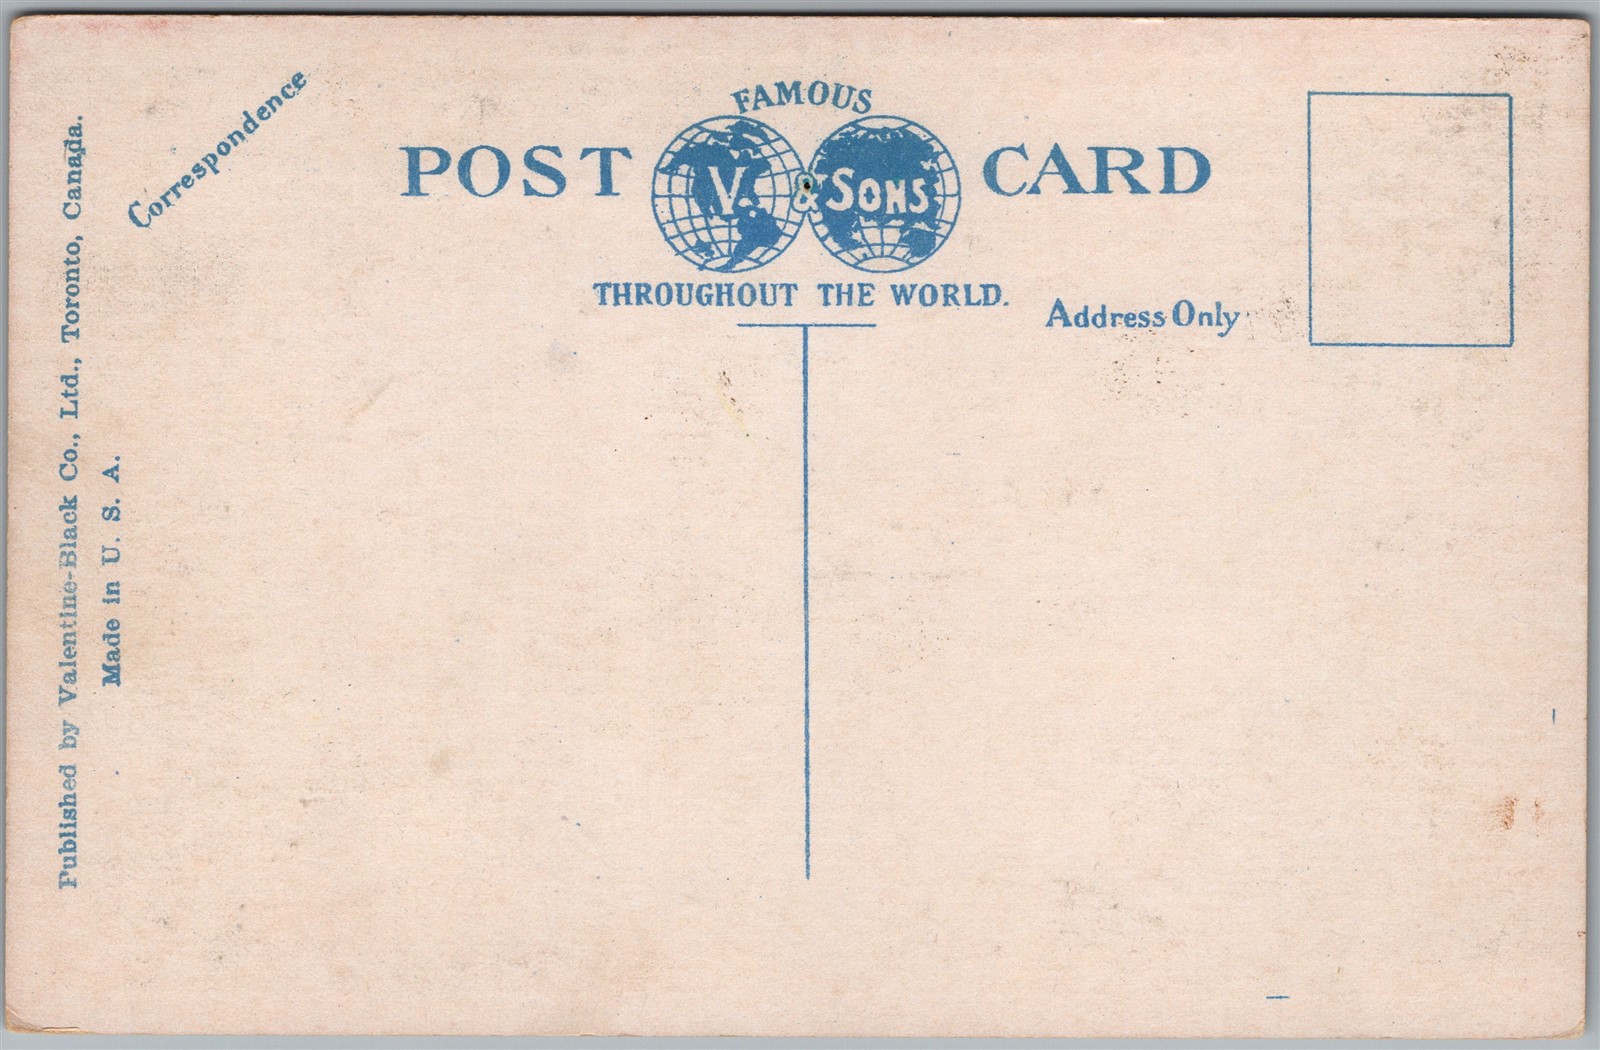 FAMOUS
POST V. & SONS CARD
THROUGHOUT THE WORLD.
Correspondence
Address Only
Published by Valentine-Black Co., Ltd., Toronto, Canada.
Made in U. S. A.